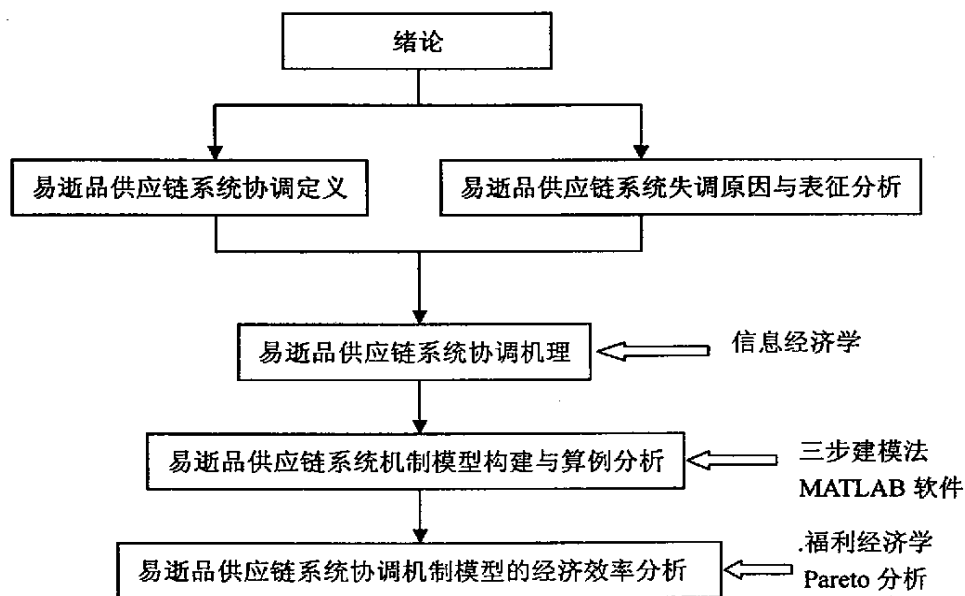 绪论
易逝品供应链系统协调定义
易逝品供应链系统失调原因与表征分析
易逝品供应链系统协调机理
信息经济学
易逝品供应链系统机制模型构建与算例分析
三步建模法
MATLAB 软件
易逝品供应链系统协调机制模型的经济效率分析
.福利经济学
Pareto 分析